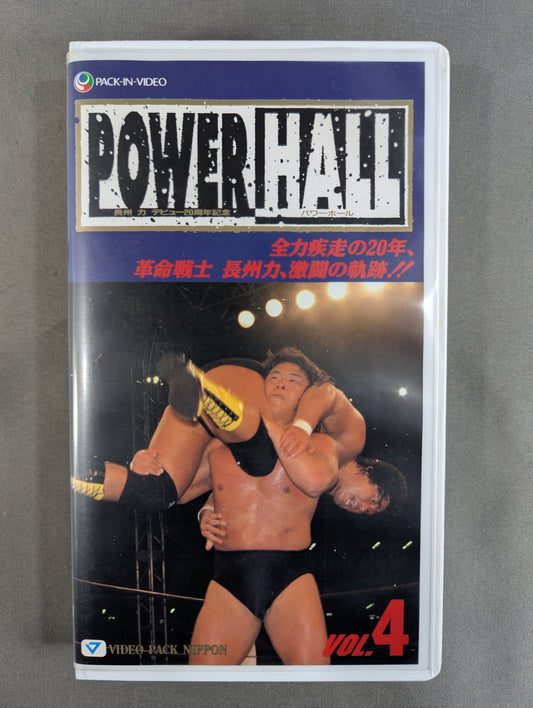 PACK-IN-VIDEO
POWER HALL
長州 力 デビュー20周年記念 パワーホール
全力疾走の20年、
革命戦士 長州力、激闘の軌跡!!
VOL.4
VIDEO PACK NIPPON